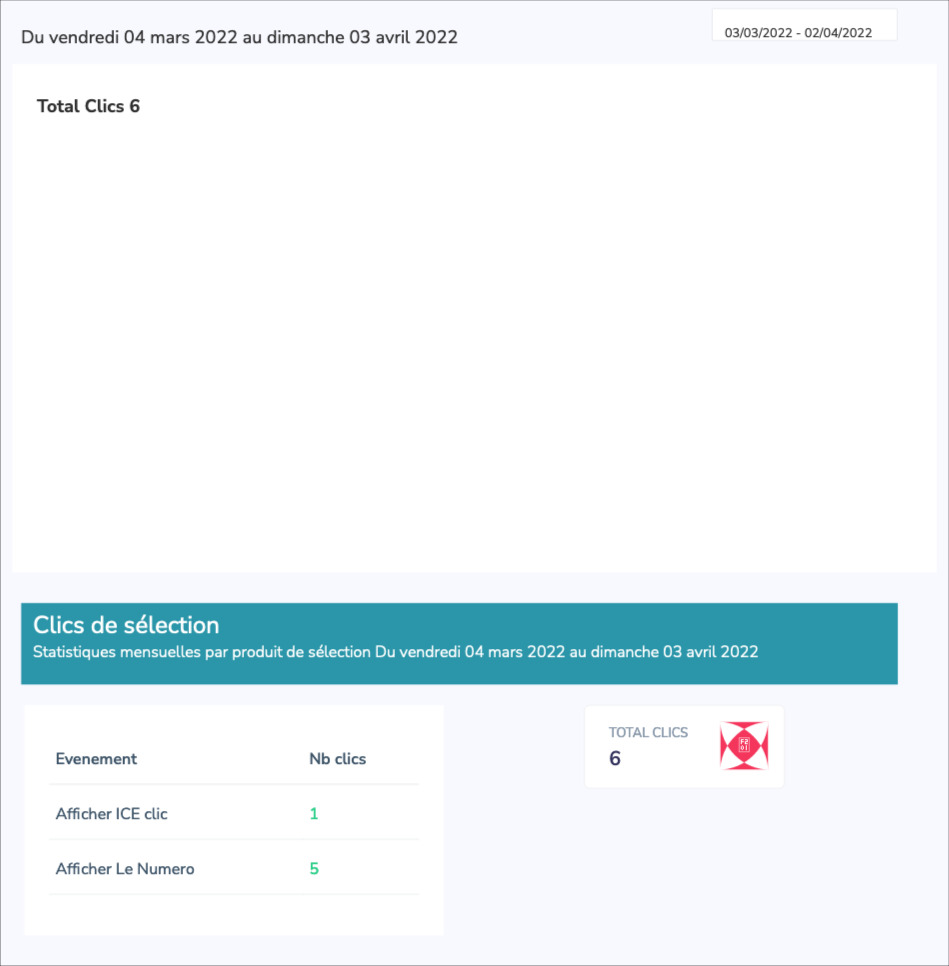 Du vendredi 04 mars 2022 au dimanche 03 avril 2022
03/03/2022 - 02/04/2022
Total Clics 6
Clics de sélection
Statistiques mensuelles par produit de sélection Du vendredi 04 mars 2022 au dimanche 03 avril 2022
Evenement Nb clics
Afficher ICE clic 1
Afficher Le Numero 5
TOTAL CLICS
6
F2
01